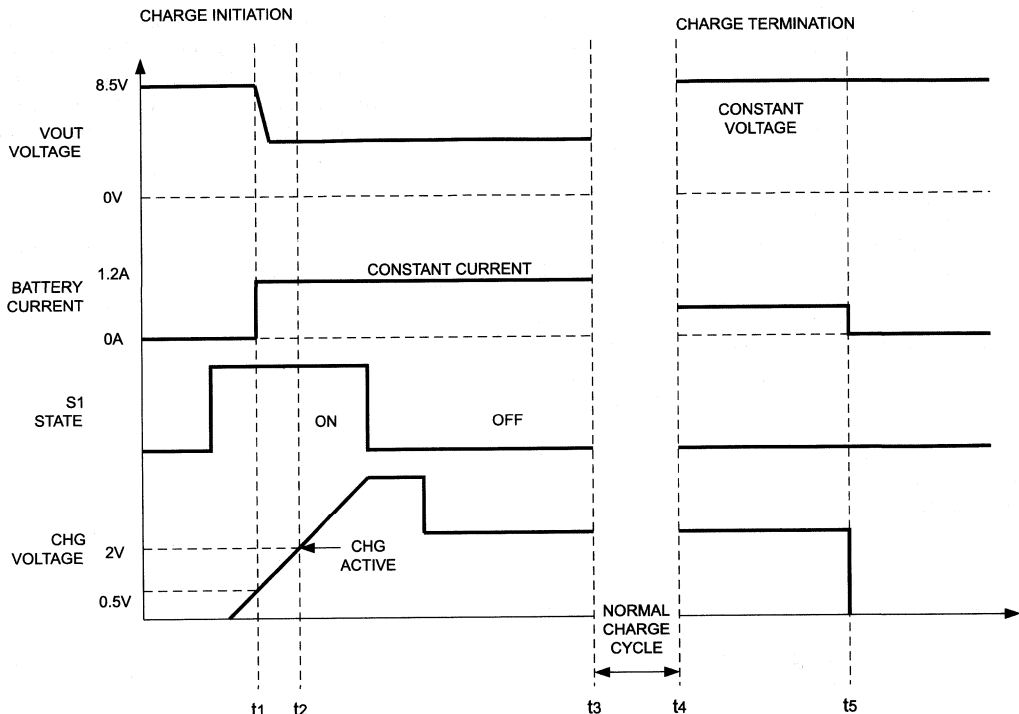 CHARGE INITIATION
CHARGE TERMINATION
8.5V
VOUT
VOLTAGE
0V
CONSTANT
VOLTAGE
1.2A
BATTERY
CURRENT
0A
CONSTANT CURRENT
S1
STATE
ON
OFF
CHG
VOLTAGE
2V
0.5V
CHG
ACTIVE
NORMAL
CHARGE
CYCLE
t1
t2
t3
t4
t5